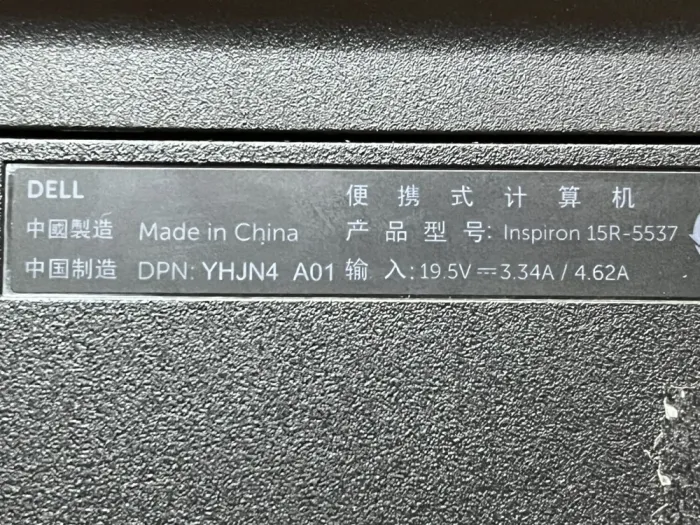 DELL
中國製造 Made in China
中国制造 DPN: YHJN4 A01
便携式计算机
产品型号: Inspiron 15R-5537
输入: 19.5V⎓3.34A / 4.62A